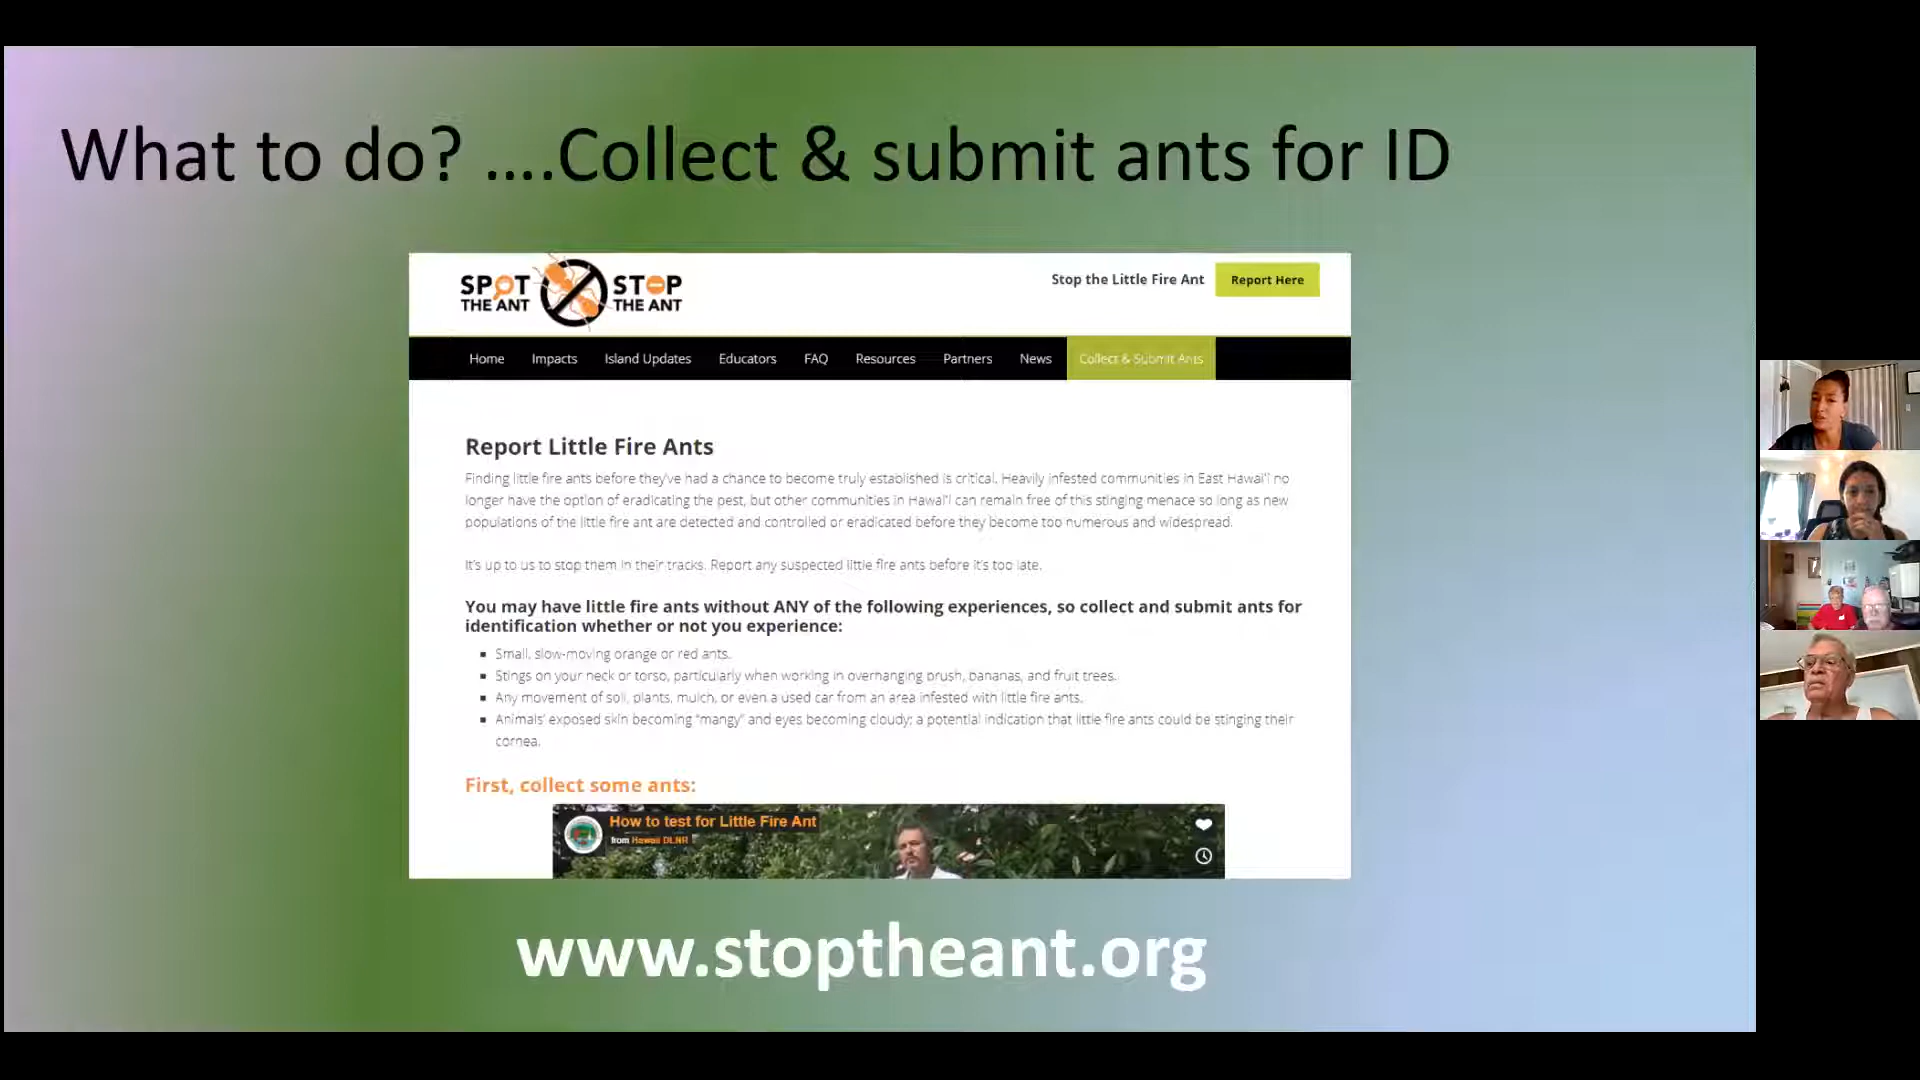 What to do? ....Collect & submit ants for ID
SPOT THE ANT
STOP THE ANT
Stop the Little Fire Ant
Report Here
Home Impacts Island Updates Educators FAQ Resources Partners News Collect & Submit Ants
Report Little Fire Ants
Finding little fire ants before they've had a chance to become truly established is critical. Heavily infested communities in East Hawai'i no
longer have the option of eradicating the pest, but other communities in Hawai'i can remain free of this stinging menace so long as new
populations of the little fire ant are detected and controlled or eradicated before they become too numerous and widespread.
It's up to us to stop them in their tracks. Report any suspected little fire ants before it's too late.
You may have little fire ants without ANY of the following experiences, so collect and submit ants for
identification whether or not you experience:
Small, slow-moving orange or red ants.
Stings on your neck or torso, particularly when working in overhanging brush, bananas, and fruit trees.
Any movement of soil, plants, mulch, or even a used car from an area infested with little fire ants.
Animals' exposed skin becoming "mangy" and eyes becoming cloudy; a potential indication that little fire ants could be stinging their
cornea.
First, collect some ants:
How to test for Little Fire Ant
from Hawaii DLNR
www.stoptheant.org